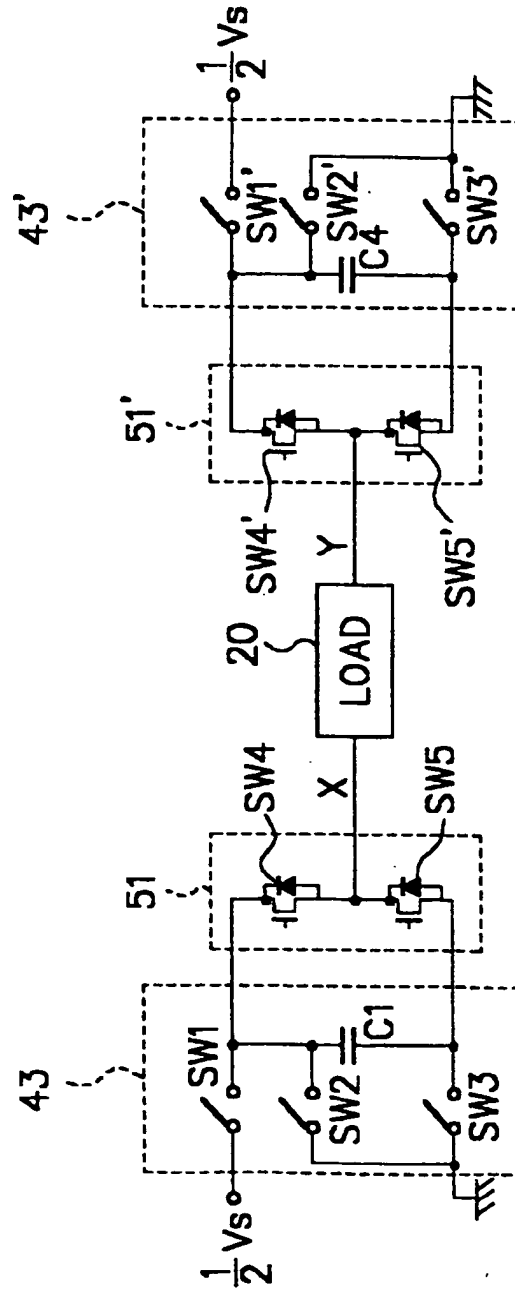 43
51
20
51'
43'
1/2 Vs
SW1
SW2
C1
SW3
SW4
SW5
X
LOAD
Y
SW4'
SW5'
SW1'
SW2'
C4
SW3'
1/2 Vs